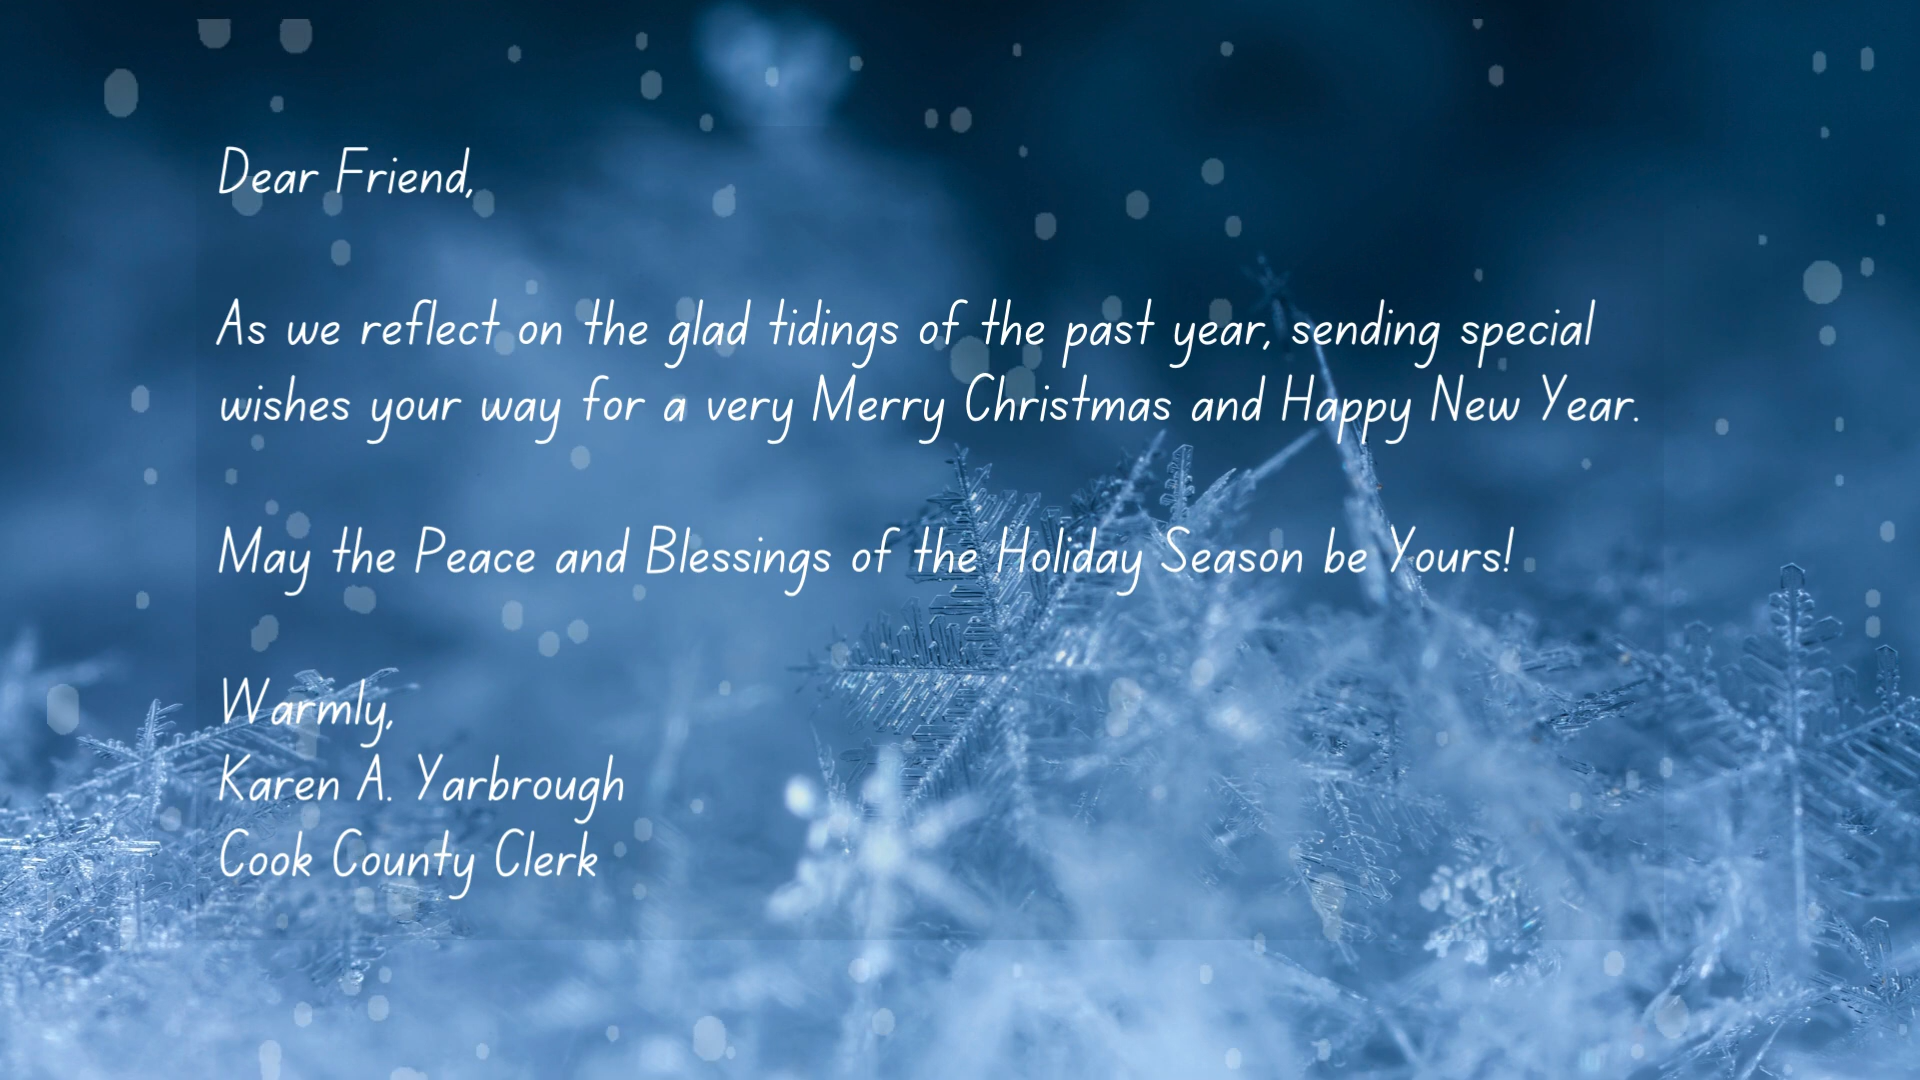 Dear Friend,
As we reflect on the glad tidings of the past year, sending special
wishes your way for a very Merry Christmas and Happy New Year.
May the Peace and Blessings of the Holiday Season be Yours!
Warmly,
Karen A. Yarbrough
Cook County Clerk